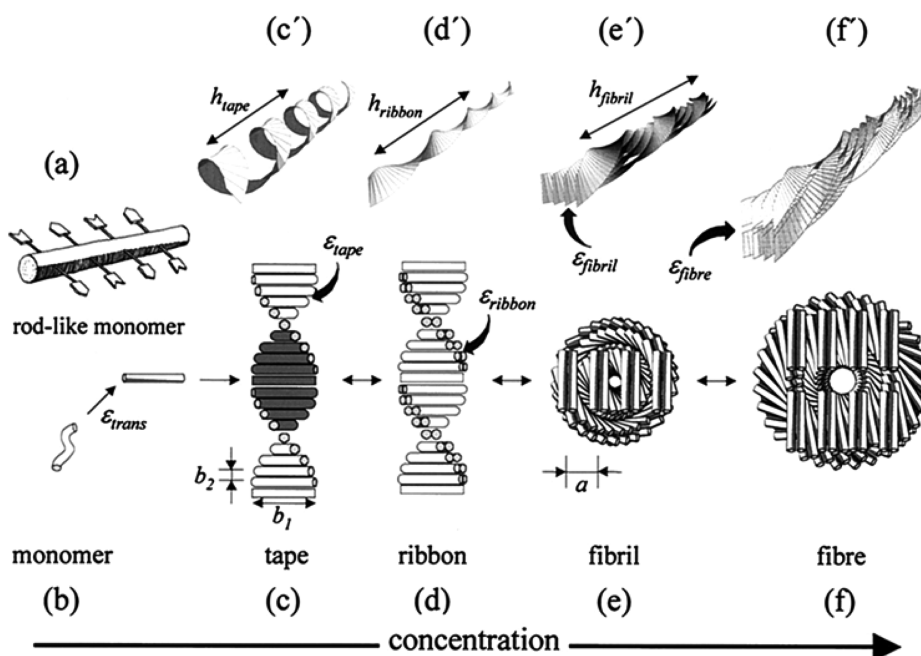 (c´) (d´) (e´) (f´)
h_tape h_ribbon h_fibril
(a)
ε_fibril ε_fibre
rod-like monomer
ε_tape ε_ribbon
ε_trans
b_2 b_1 a
monomer tape ribbon fibril fibre
(b) (c) (d) (e) (f)
concentration